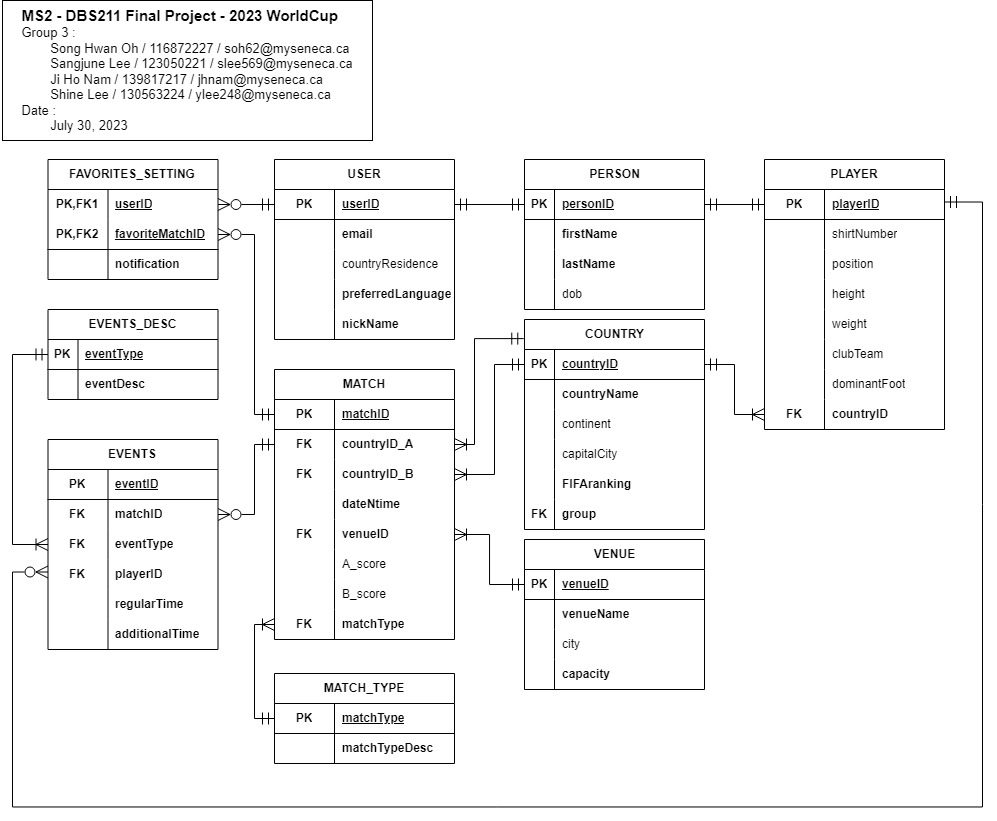 MS2 - DBS211 Final Project - 2023 WorldCup
Group 3 :
Song Hwan Oh / 116872227 / soh62@myseneca.ca
Sangjune Lee / 123050221 / slee569@myseneca.ca
Ji Ho Nam / 139817217 / jhnam@myseneca.ca
Shine Lee / 130563224 / ylee248@myseneca.ca
Date :
July 30, 2023
FAVORITES_SETTING
PK,FK1 userID
PK,FK2 favoriteMatchID
notification
USER
PK userID
email
countryResidence
preferredLanguage
nickName
PERSON
PK personID
firstName
lastName
dob
PLAYER
PK playerID
shirtNumber
position
height
weight
clubTeam
dominantFoot
FK countryID
EVENTS_DESC
PK eventType
eventDesc
MATCH
PK matchID
FK countryID_A
FK countryID_B
dateNtime
FK venueID
A_score
B_score
FK matchType
COUNTRY
PK countryID
countryName
continent
capitalCity
FIFAranking
FK group
EVENTS
PK eventID
FK matchID
FK eventType
FK playerID
regularTime
additionalTime
VENUE
PK venueID
venueName
city
capacity
MATCH_TYPE
PK matchType
matchTypeDesc